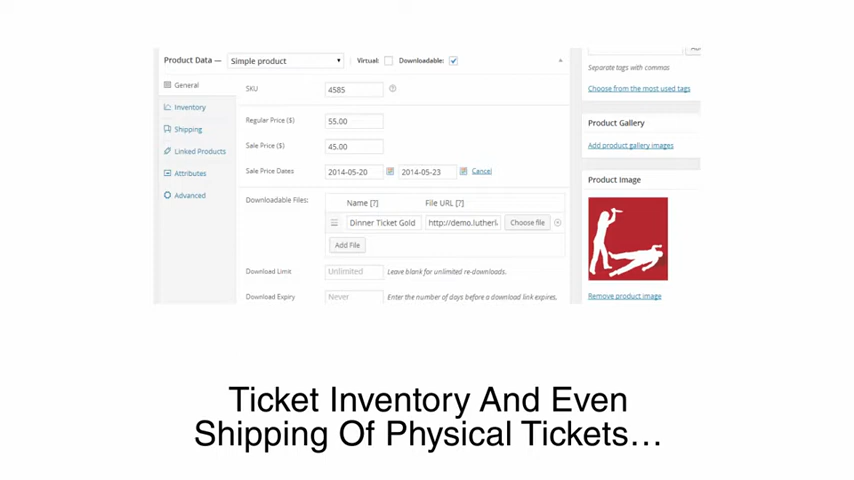 Product Data — Simple product Virtual: Downloadable:
General
Inventory
Shipping
Linked Products
Attributes
Advanced
SKU 4585
Regular Price ($) 55.00
Sale Price ($) 45.00
Sale Price Dates 2014-05-20 2014-05-23 Cancel
Downloadable Files: Name [?] File URL [?]
Dinner Ticket Gold Choose file
Add File
Download Limit Unlimited Leave blank for unlimited re-downloads.
Download Expiry Never Enter the number of days before a download link expires,
Separate tags with commas
Choose from the most used tags
Product Gallery
Add product gallery images
Product Image
Remove product image
Ticket Inventory And Even
Shipping Of Physical Tickets...